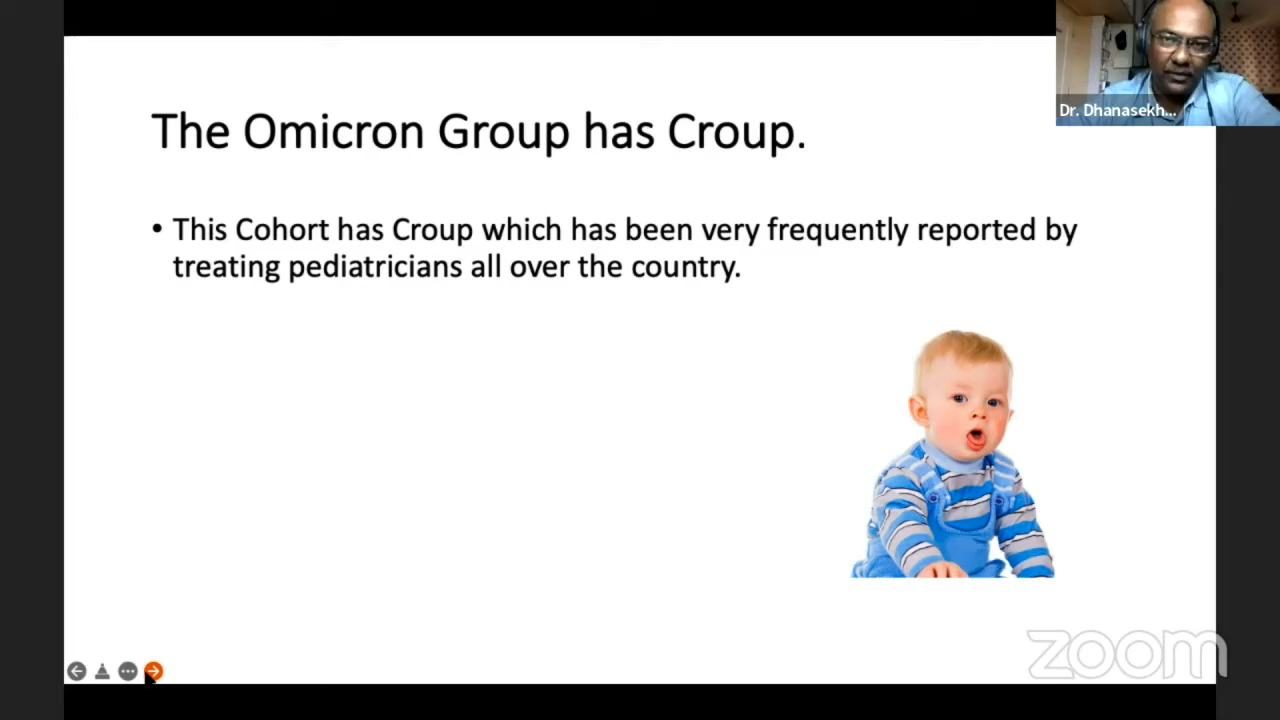 The Omicron Group has Croup.
Dr. Dhanasekh...
• This Cohort has Croup which has been very frequently reported by
treating pediatricians all over the country.
zoom